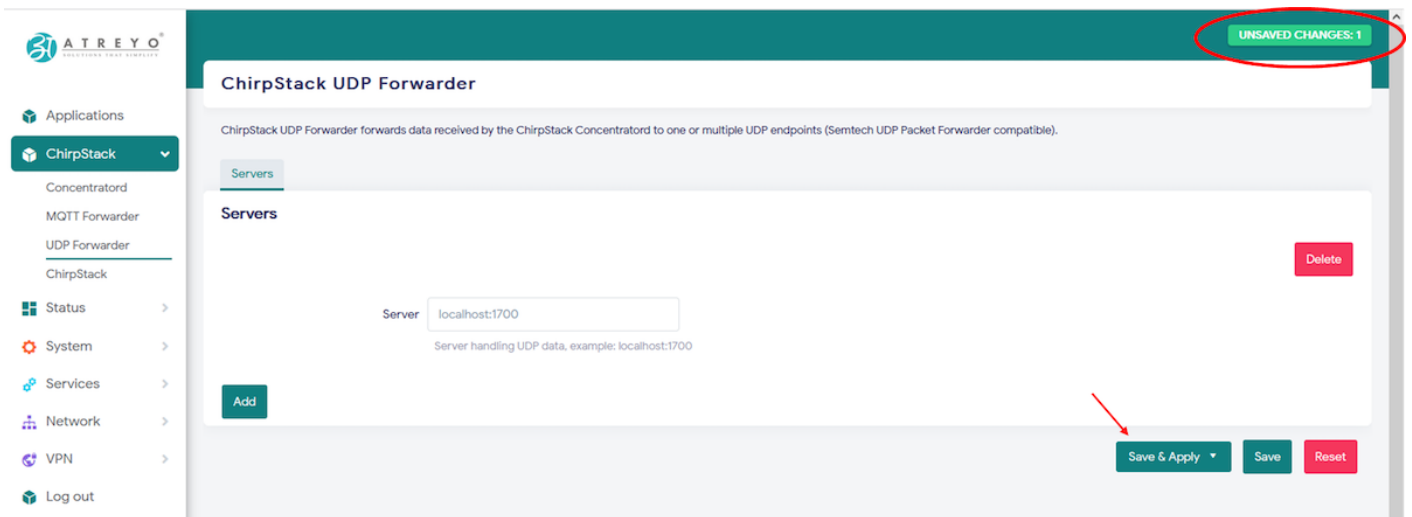 ATREYO
SOLUTIONS THAT SIMPLIFY
UNSAVED CHANGES: 1
ChirpStack UDP Forwarder
ChirpStack UDP Forwarder forwards data received by the ChirpStack Concentratord to one or multiple UDP endpoints (Semtech UDP Packet Forwarder compatible).
Applications
ChirpStack
Concentratord
MQTT Forwarder
UDP Forwarder
ChirpStack
Status
System
Services
Network
VPN
Log out
Servers
Servers
Delete
Server localhost:1700
Server handling UDP data, example: localhost:1700
Add
Save & Apply Save Reset